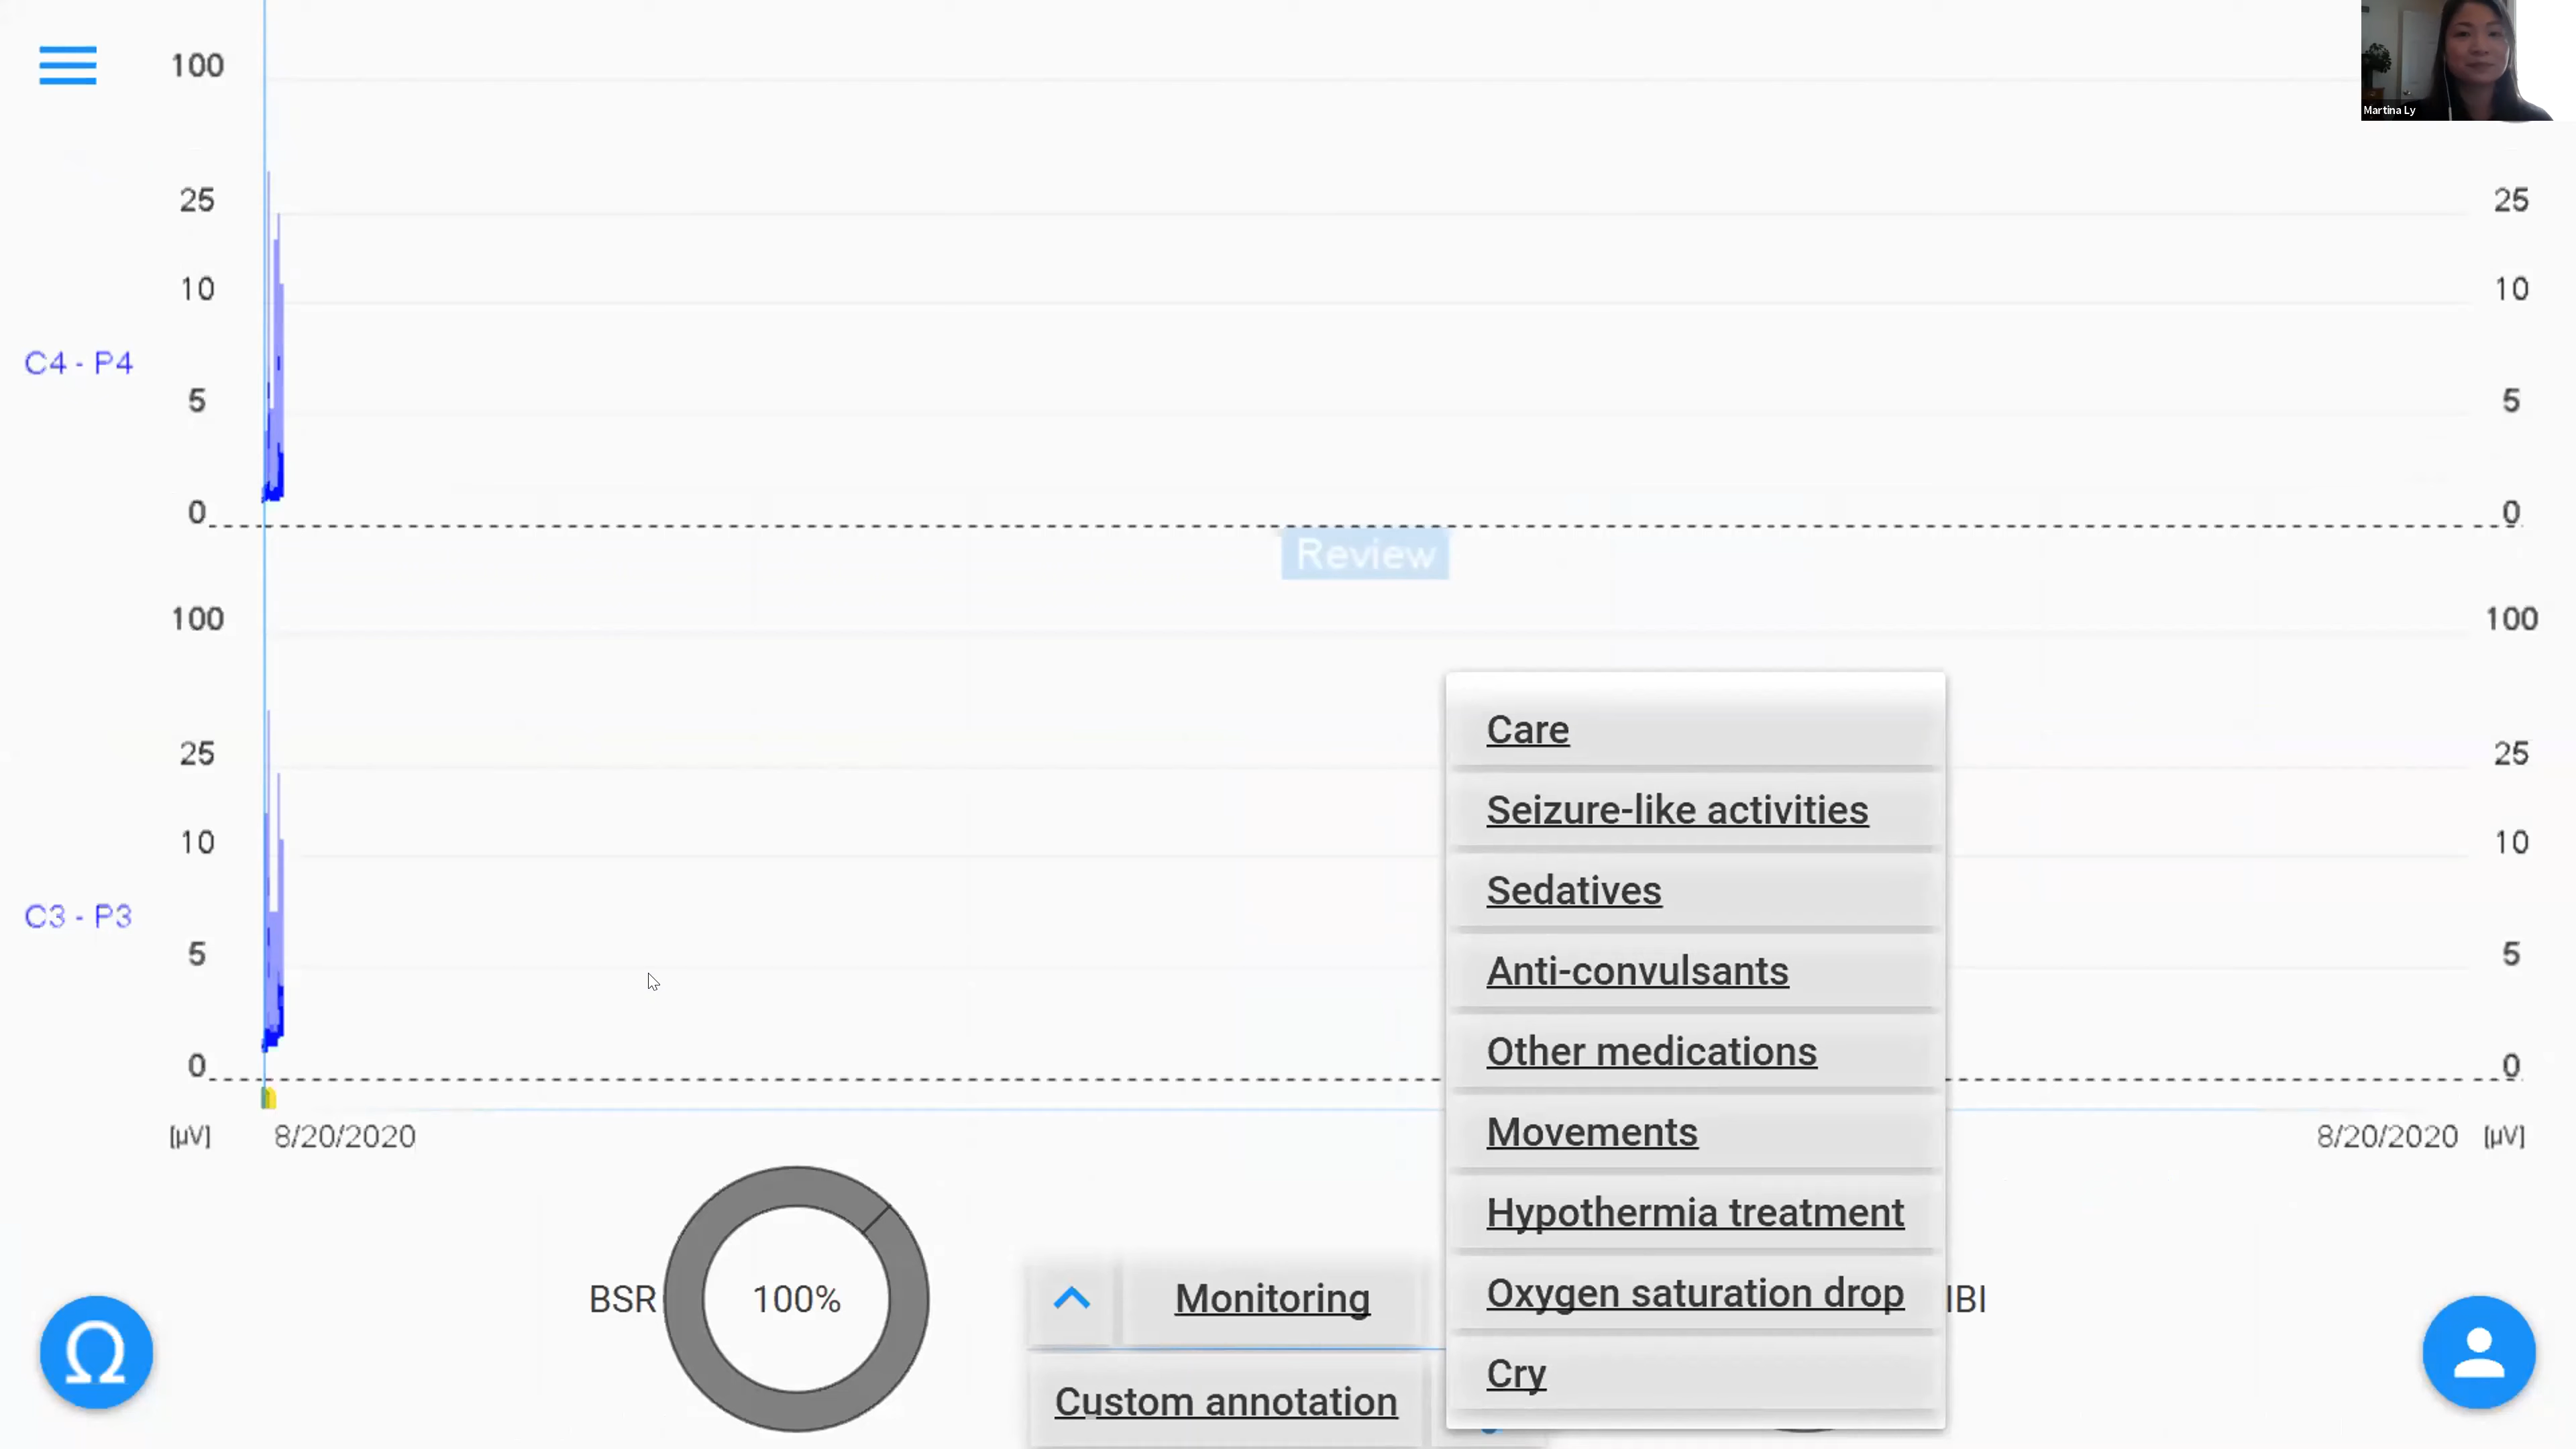 100
Martina Ly
25
25
10
10
C4 - P4
5
5
0
0
Review
100
100
25
25
10
10
C3 - P3
5
5
0
0
[µV] 8/20/2020
8/20/2020 [µV]
Care
Seizure-like activities
Sedatives
Anti-convulsants
Other medications
Movements
Hypothermia treatment
Oxygen saturation drop
Cry
BSR
100%
Monitoring
IBI
Custom annotation
Ω